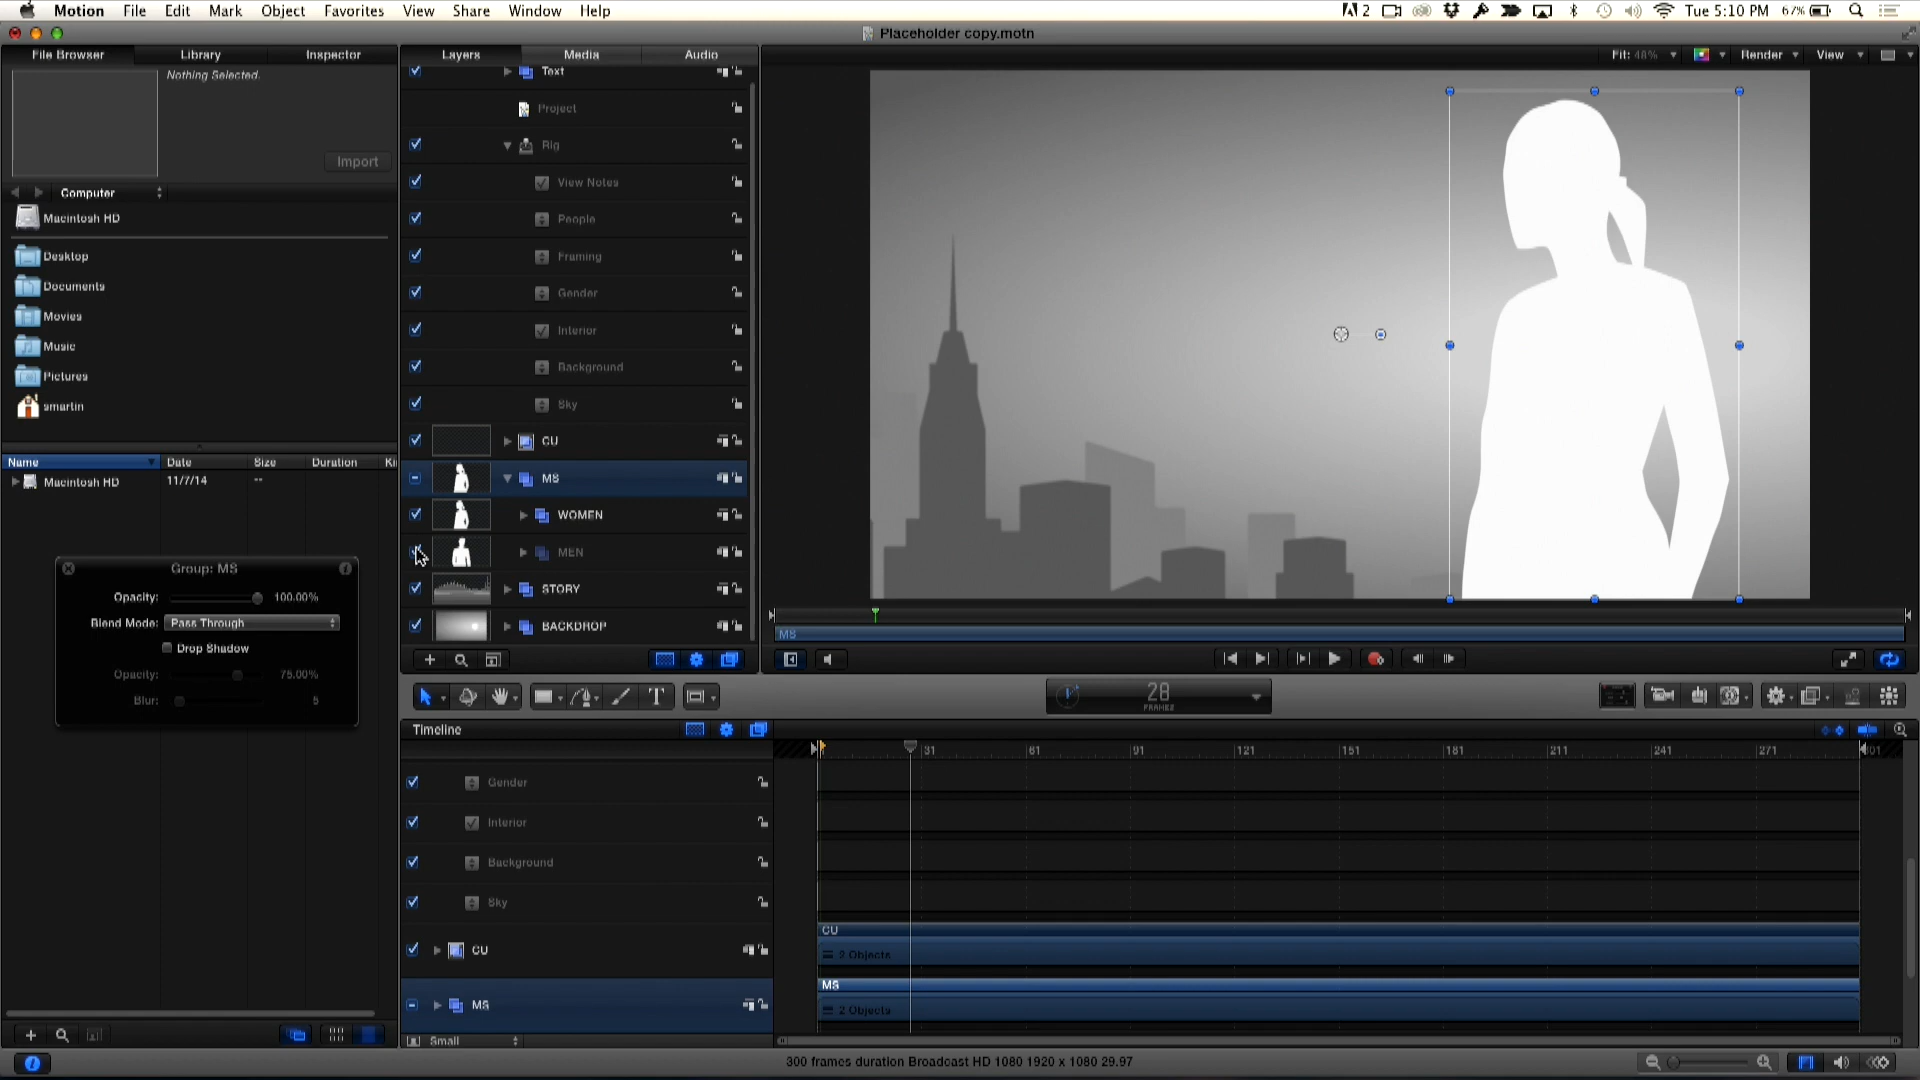 Motion File Edit Mark Object Favorites View Share Window Help
2 Tue 5:10 PM 67%
Placeholder copy.motn
File Browser Library Inspector
Layers Media Audio
Fit: 48% Render View
Nothing Selected.
Import
Computer
Macintosh HD
Desktop
Documents
Movies
Music
Pictures
smartin
Name Date Size Duration Ki
Macintosh HD 11/7/14 --
Group: MS
Opacity: 100.00%
Blend Mode: Pass Through
Drop Shadow
Opacity: 75.00%
Blur: 5
Text
Project
Rig
View Notes
People
Framing
Gender
Interior
Background
Sky
CU
MS
WOMEN
MEN
STORY
BACKDROP
MS
28
FRAMES
Timeline
31 61 91 121 151 181 211 241 271 301
Gender
Interior
Background
Sky
CU
MS
CU
2 Objects
MS
2 Objects
Small
300 frames duration Broadcast HD 1080 1920 x 1080 29.97